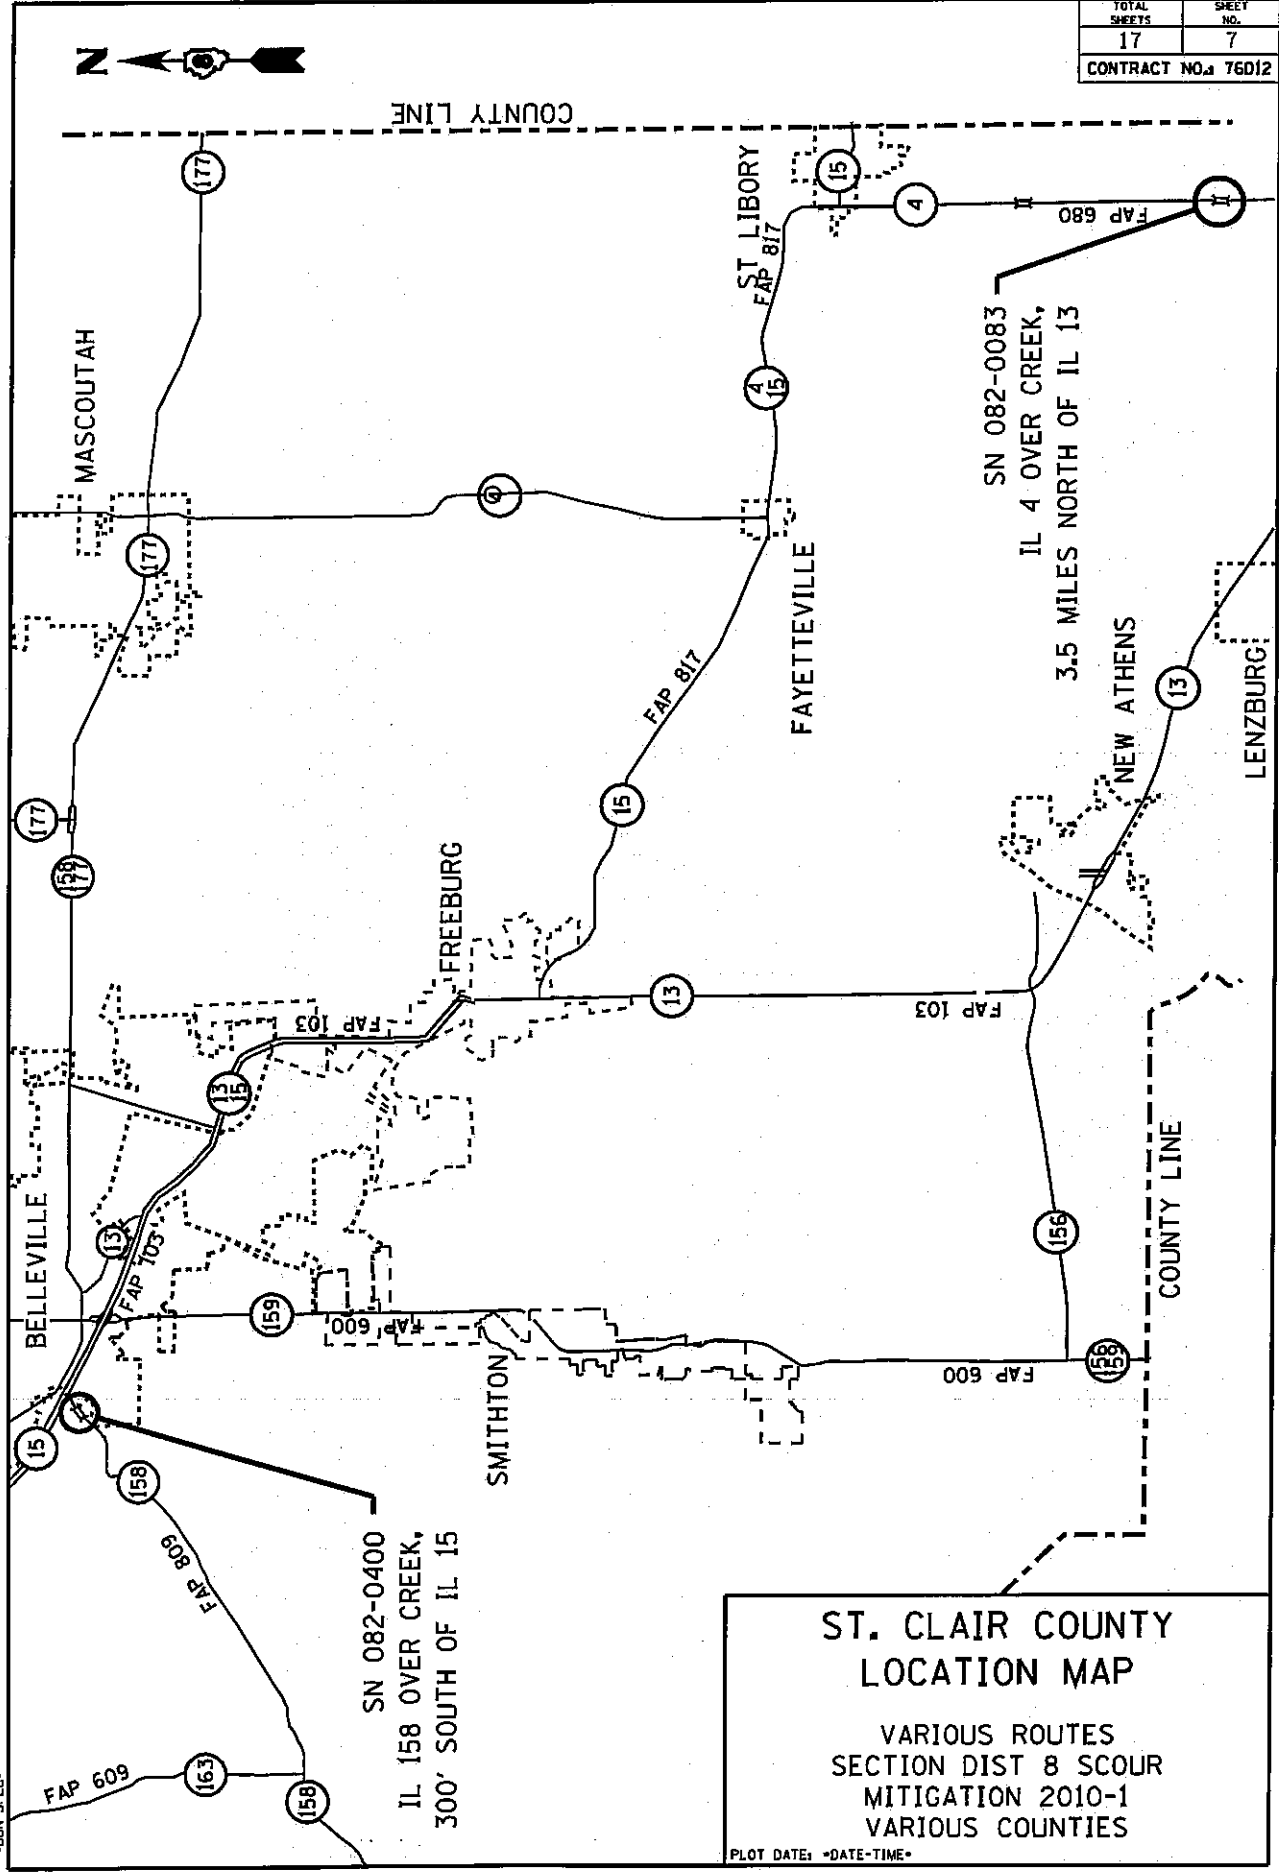 TOTAL SHEETS
SHEET NO.
17
7
CONTRACT NO.: 76D12
N
8
COUNTY LINE
177
MASCOUTAH
177
177
158
177
ST LIBORY
15
4
FAP 680
FAP 817
4
15
4
SN 082-0083
IL 4 OVER CREEK,
3.5 MILES NORTH OF IL 13
FAYETTEVILLE
FAP 817
15
NEW ATHENS
13
LENZBURG
FREEBURG
FAP 103
13
FAP 103
13
15
BELLEVILLE
13
FAP 103
159
FAP 600
SMITHTON
156
COUNTY LINE
FAP 600
156
159
15
158
FAP 809
SN 082-0400
IL 158 OVER CREEK,
300' SOUTH OF IL 15
FAP 609
163
158
ST. CLAIR COUNTY
LOCATION MAP
VARIOUS ROUTES
SECTION DIST 8 SCOUR
MITIGATION 2010-1
VARIOUS COUNTIES
PLOT DATE: *DATE-TIME*